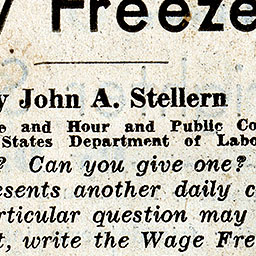 y Freeze
y John A. Stellern
e and Hour and Public Co
States Department of Labo
? Can you give one?
esents another daily c
rticular question may
t, write the Wage Fre